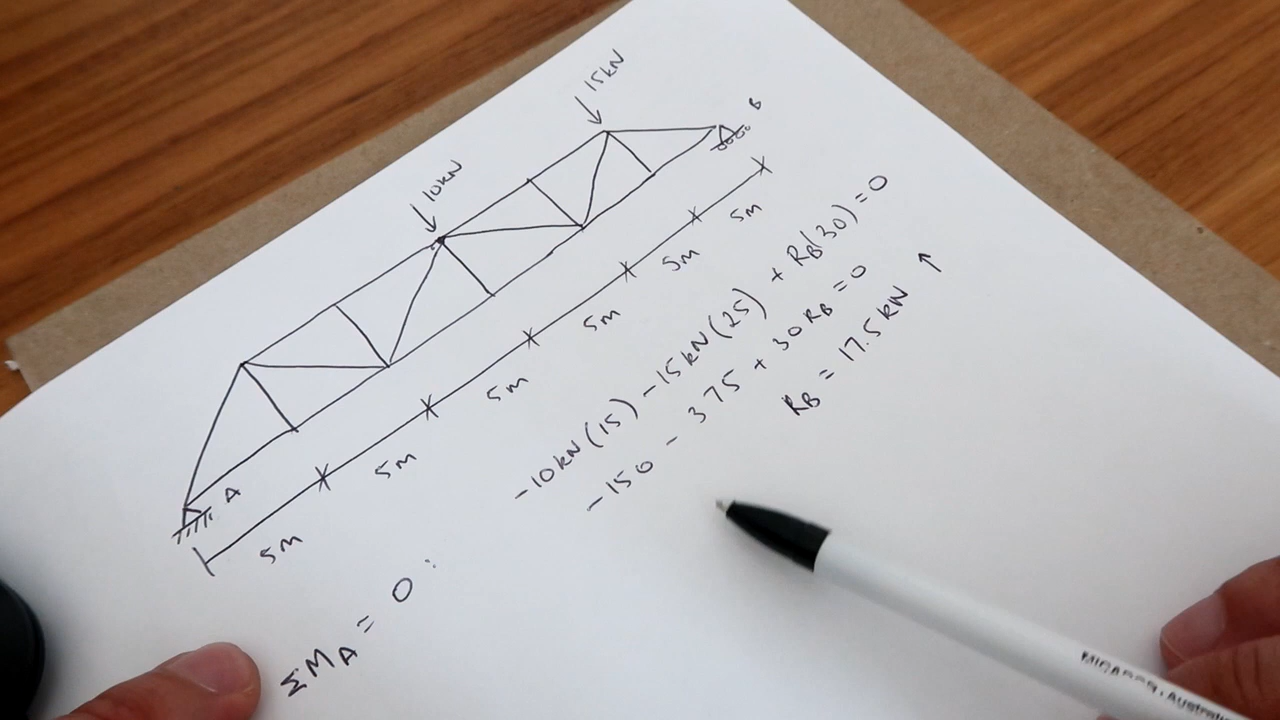 15kN
10kN
B
A
5m
5m
5m
5m
5m
5m
ΣMA = 0 :
-10kN(15) -15kN(25) + RB(30) = 0
-150 - 375 + 30RB = 0
RB = 17.5kN ↑